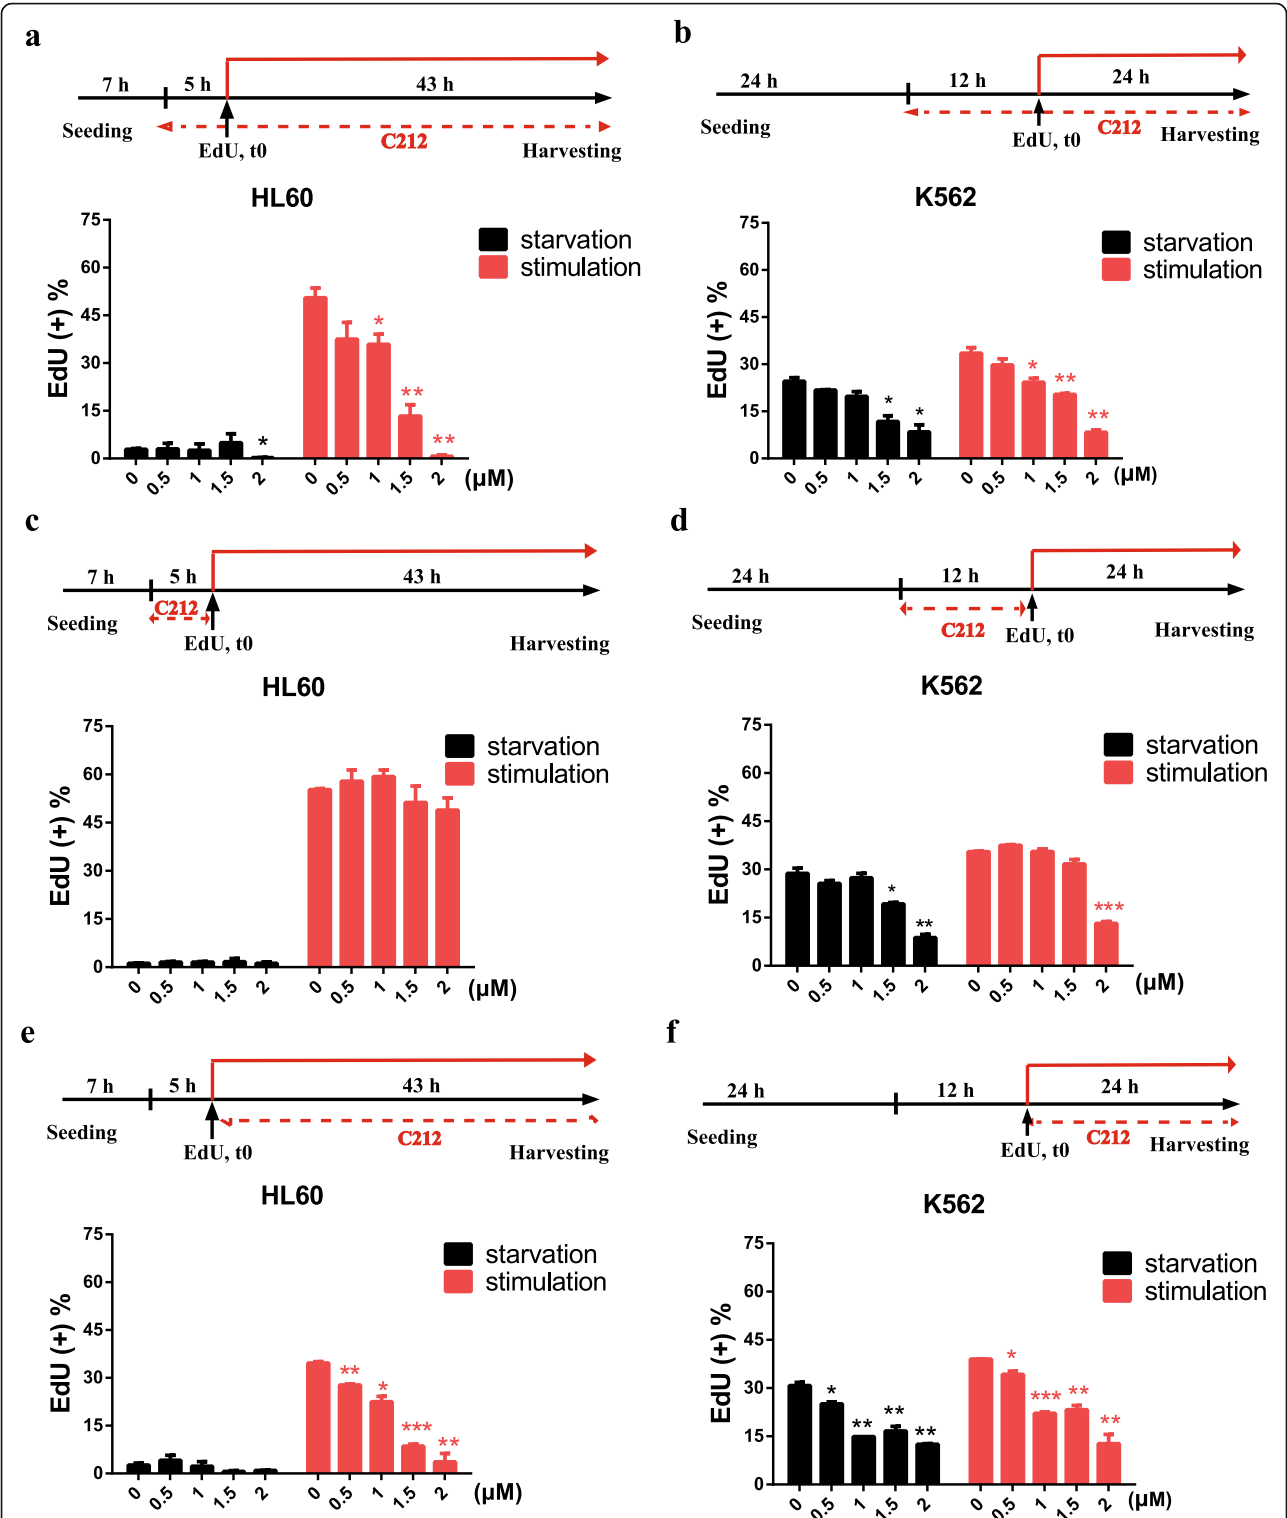 a
7 h 5 h 43 h
Seeding C212
EdU, t0 Harvesting
HL60
75
60
45
30
15
0
EdU (+) %
starvation
stimulation
*
* ** **
0 0.5 1 1.5 2 0 0.5 1 1.5 2 (µM)
b
24 h 12 h 24 h
Seeding C212
EdU, t0 Harvesting
K562
75
60
45
30
15
0
EdU (+) %
starvation
stimulation
* *
* ** **
0 0.5 1 1.5 2 0 0.5 1 1.5 2 (µM)
c
7 h 5 h 43 h
C212
Seeding
EdU, t0 Harvesting
HL60
75
60
45
30
15
0
EdU (+) %
starvation
stimulation
0 0.5 1 1.5 2 0 0.5 1 1.5 2 (µM)
d
24 h 12 h 24 h
Seeding C212 EdU, t0 Harvesting
K562
75
60
45
30
15
0
EdU (+) %
starvation
stimulation
* **
***
0 0.5 1 1.5 2 0 0.5 1 1.5 2 (µM)
e
7 h 5 h 43 h
Seeding C212
EdU, t0 Harvesting
HL60
75
60
45
30
15
0
EdU (+) %
starvation
stimulation
** * *** **
0 0.5 1 1.5 2 0 0.5 1 1.5 2 (µM)
f
24 h 12 h 24 h
Seeding C212
EdU, t0 Harvesting
K562
75
60
45
30
15
0
EdU (+) %
starvation
stimulation
* ** ** **
* *** ** **
0 0.5 1 1.5 2 0 0.5 1 1.5 2 (µM)